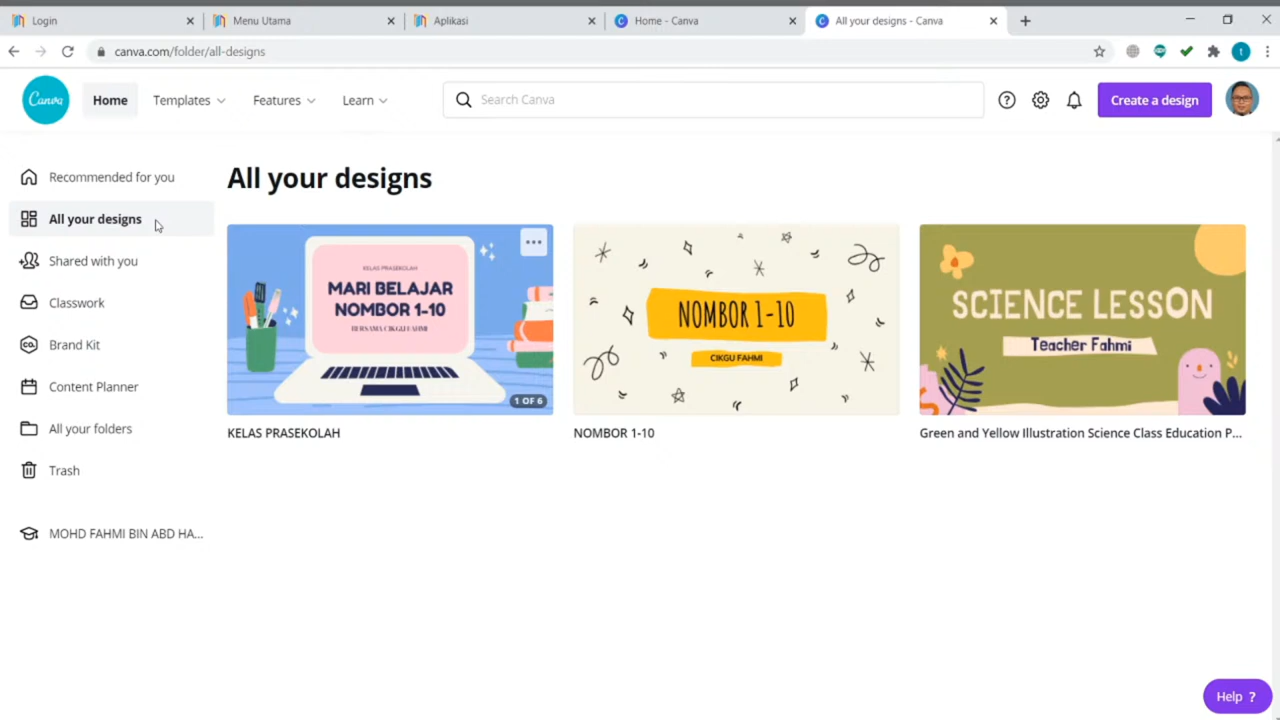 Login
Menu Utama
Aplikasi
Home - Canva
All your designs - Canva
canva.com/folder/all-designs
t
Canva
Home
Templates
Features
Learn
Search Canva
Create a design
Recommended for you
All your designs
Shared with you
Classwork
Brand Kit
Content Planner
All your folders
Trash
MOHD FAHMI BIN ABD HA...
All your designs
KELAS PRASEKOLAH
MARI BELAJAR
NOMBOR 1-10
BERSAMA CIKGU FAHMI
1 OF 6
KELAS PRASEKOLAH
NOMBOR 1-10
CIKGU FAHMI
NOMBOR 1-10
SCIENCE LESSON
Teacher Fahmi
Green and Yellow Illustration Science Class Education P...
Help ?